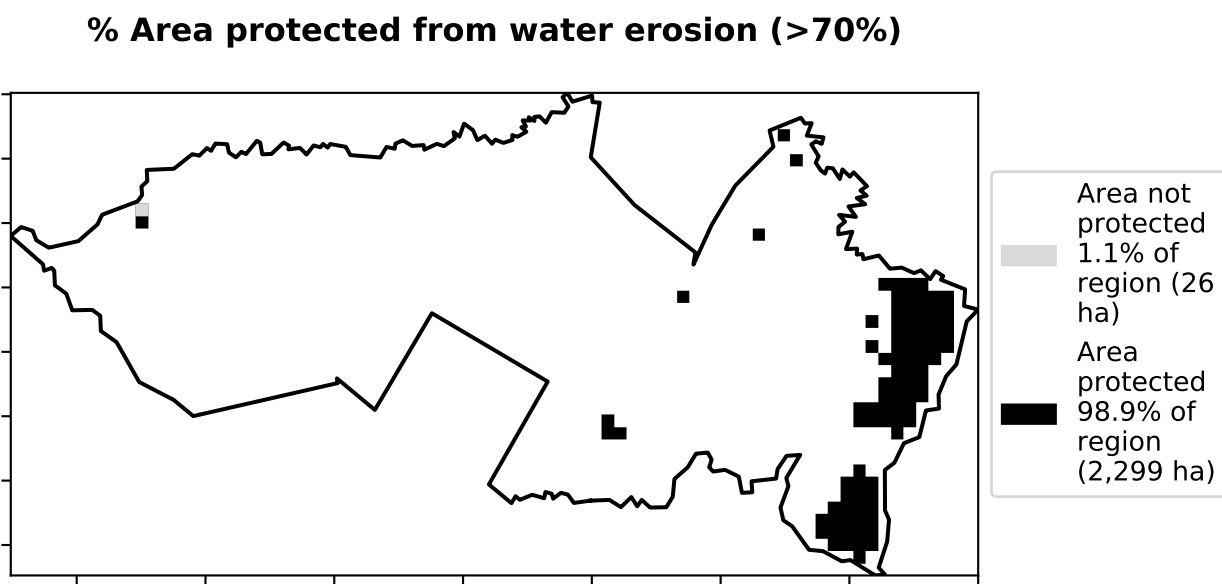 % Area protected from water erosion (>70%)
Area not
protected
1.1% of
region (26
ha)
Area
protected
98.9% of
region
(2,299 ha)